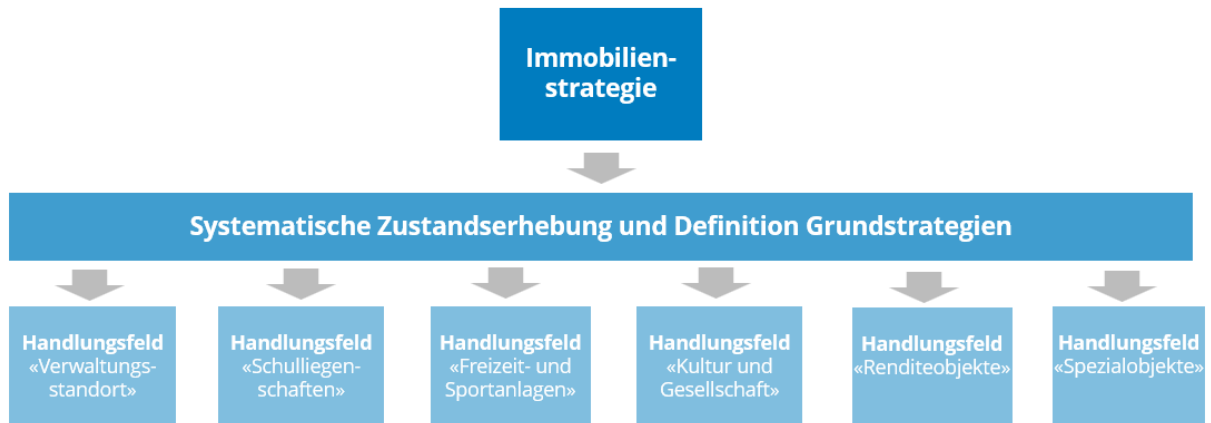 Immobilien-
strategie
Systematische Zustandserhebung und Definition Grundstrategien
Handlungsfeld
«Verwaltungs-
standort»
Handlungsfeld
«Schulliegen-
schaften»
Handlungsfeld
«Freizeit- und
Sportanlagen»
Handlungsfeld
«Kultur und
Gesellschaft»
Handlungsfeld
«Renditeobjekte»
Handlungsfeld
«Spezialobjekte»